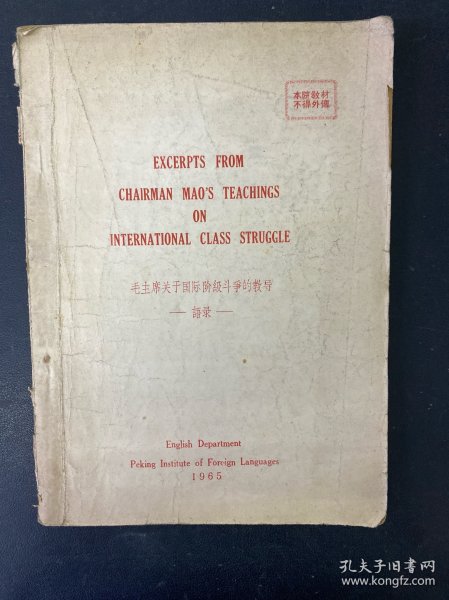 本院教材
不得外傳
EXCERPTS FROM
CHAIRMAN MAO'S TEACHINGS
ON
INTERNATIONAL CLASS STRUGGLE
毛主席关于国际阶級斗爭的教导
— 語录 —
English Department
Peking Institute of Foreign Languages
1965
孔夫子旧书网
www.kongfz.com